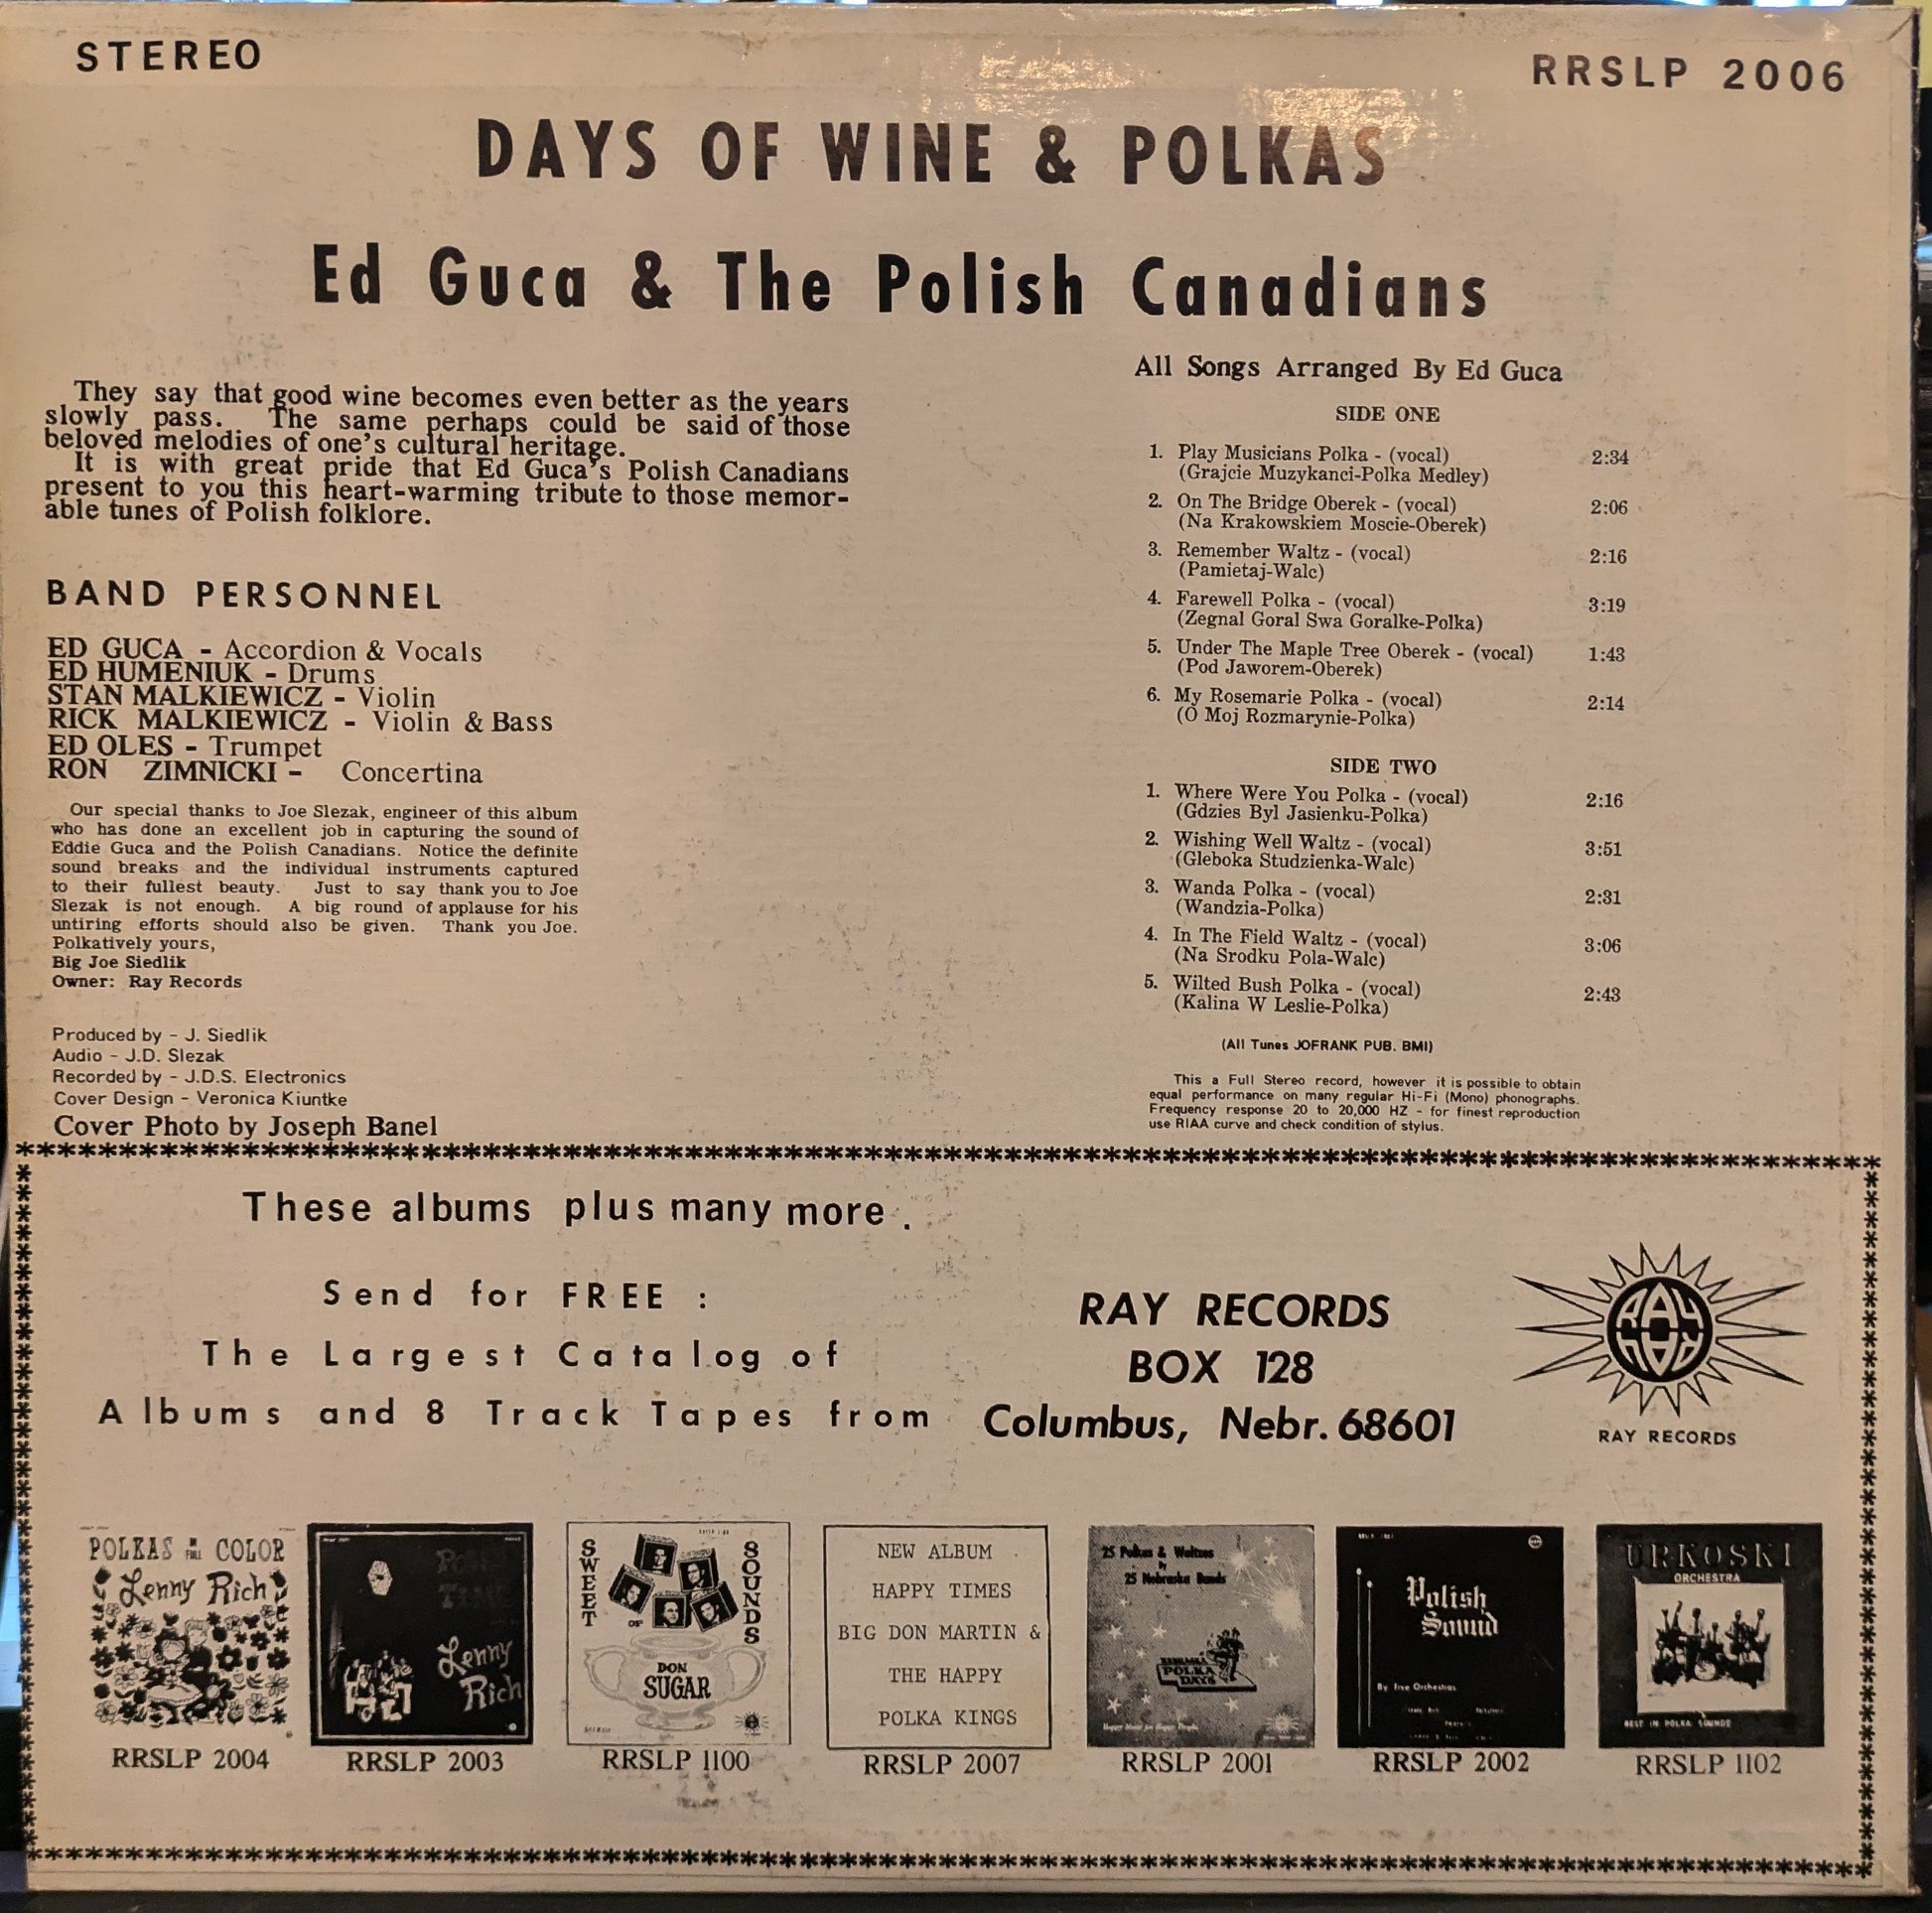 STEREO
RRSLP 2006
DAYS OF WINE & POLKAS
Ed Guca & The Polish Canadians
They say that good wine becomes even better as the years
slowly pass. The same perhaps could be said of those
beloved melodies of one's cultural heritage.
It is with great pride that Ed Guca's Polish Canadians
present to you this heart-warming tribute to those memor-
able tunes of Polish folklore.
BAND PERSONNEL
ED GUCA - Accordion & Vocals
ED HUMENIUK - Drums
STAN MALKIEWICZ - Violin
RICK MALKIEWICZ - Violin & Bass
ED OLES - Trumpet
RON ZIMNICKI - Concertina
Our special thanks to Joe Slezak, engineer of this album
who has done an excellent job in capturing the sound of
Eddie Guca and the Polish Canadians. Notice the definite
sound breaks and the individual instruments captured
to their fullest beauty. Just to say thank you to Joe
Slezak is not enough. A big round of applause for his
untiring efforts should also be given. Thank you Joe.
Polkatively yours,
Big Joe Siedlik
Owner: Ray Records
Produced by - J. Siedlik
Audio - J.D. Slezak
Recorded by - J.D.S. Electronics
Cover Design - Veronica Kiuntke
Cover Photo by Joseph Banel
All Songs Arranged By Ed Guca
SIDE ONE
1. Play Musicians Polka - (vocal) 2:34
(Grajcie Muzykanci-Polka Medley)
2. On The Bridge Oberek - (vocal) 2:06
(Na Krakowskiem Moscie-Oberek)
3. Remember Waltz - (vocal) 2:16
(Pamietaj-Walc)
4. Farewell Polka - (vocal) 3:19
(Zegnal Goral Swa Goralke-Polka)
5. Under The Maple Tree Oberek - (vocal) 1:43
(Pod Jaworem-Oberek)
6. My Rosemarie Polka - (vocal) 2:14
(O Moj Rozmarynie-Polka)
SIDE TWO
1. Where Were You Polka - (vocal) 2:16
(Gdzies Byl Jasienku-Polka)
2. Wishing Well Waltz - (vocal) 3:51
(Gleboka Studzienka-Walc)
3. Wanda Polka - (vocal) 2:31
(Wandzia-Polka)
4. In The Field Waltz - (vocal) 3:06
(Na Srodku Pola-Walc)
5. Wilted Bush Polka - (vocal) 2:43
(Kalina W Leslie-Polka)
(All Tunes JOFRANK PUB. BMI)
This a Full Stereo record, however it is possible to obtain
equal performance on many regular Hi-Fi (Mono) phonographs.
Frequency response 20 to 20,000 HZ - for finest reproduction
use RIAA curve and check condition of stylus.
These albums plus many more.
Send for FREE :
The Largest Catalog of
Albums and 8 Track Tapes from
RAY RECORDS
BOX 128
Columbus, Nebr. 68601
RAY
RAY RECORDS
POLKAS IN FULL COLOR
Lenny Rich
RRSLP 2004
POLKA
TIME
Lenny
Rich
RRSLP 2003
SWEET
SOUNDS
OF
DON
SUGAR
RRSLP 1100
NEW ALBUM
HAPPY TIMES
BIG DON MARTIN &
THE HAPPY
POLKA KINGS
RRSLP 2007
25 Polkas & Waltzes
by
25 Nebraska Bands
NEBRASKA
POLKA
DAYS
Happy Music for Happy People
RRSLP 2001
Polish
Sound
By Five Orchestras
RRSLP 2002
URKOSKI
ORCHESTRA
BEST IN POLKA SOUNDS
RRSLP 1102